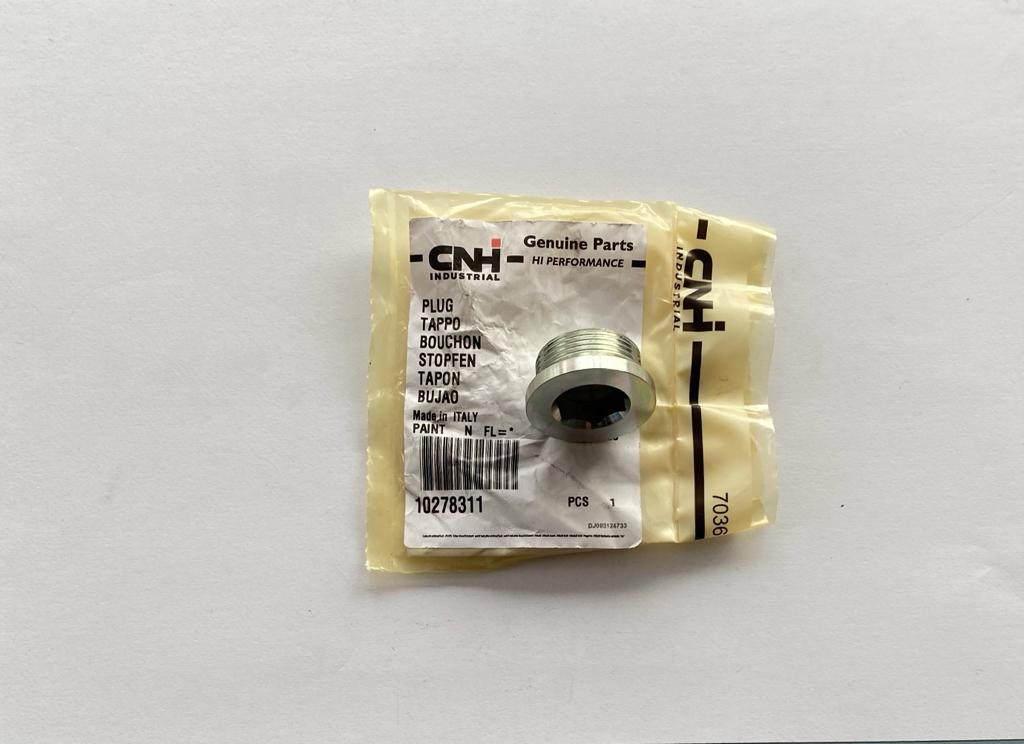 CNH
INDUSTRIAL
Genuine Parts
HI PERFORMANCE
PLUG
TAPPO
BOUCHON
STOPFEN
TAPON
BUJAO
Made in ITALY
PAINT N FL=*
10278311
PCS 1
DJ003124733
CNH
INDUSTRIAL
7036